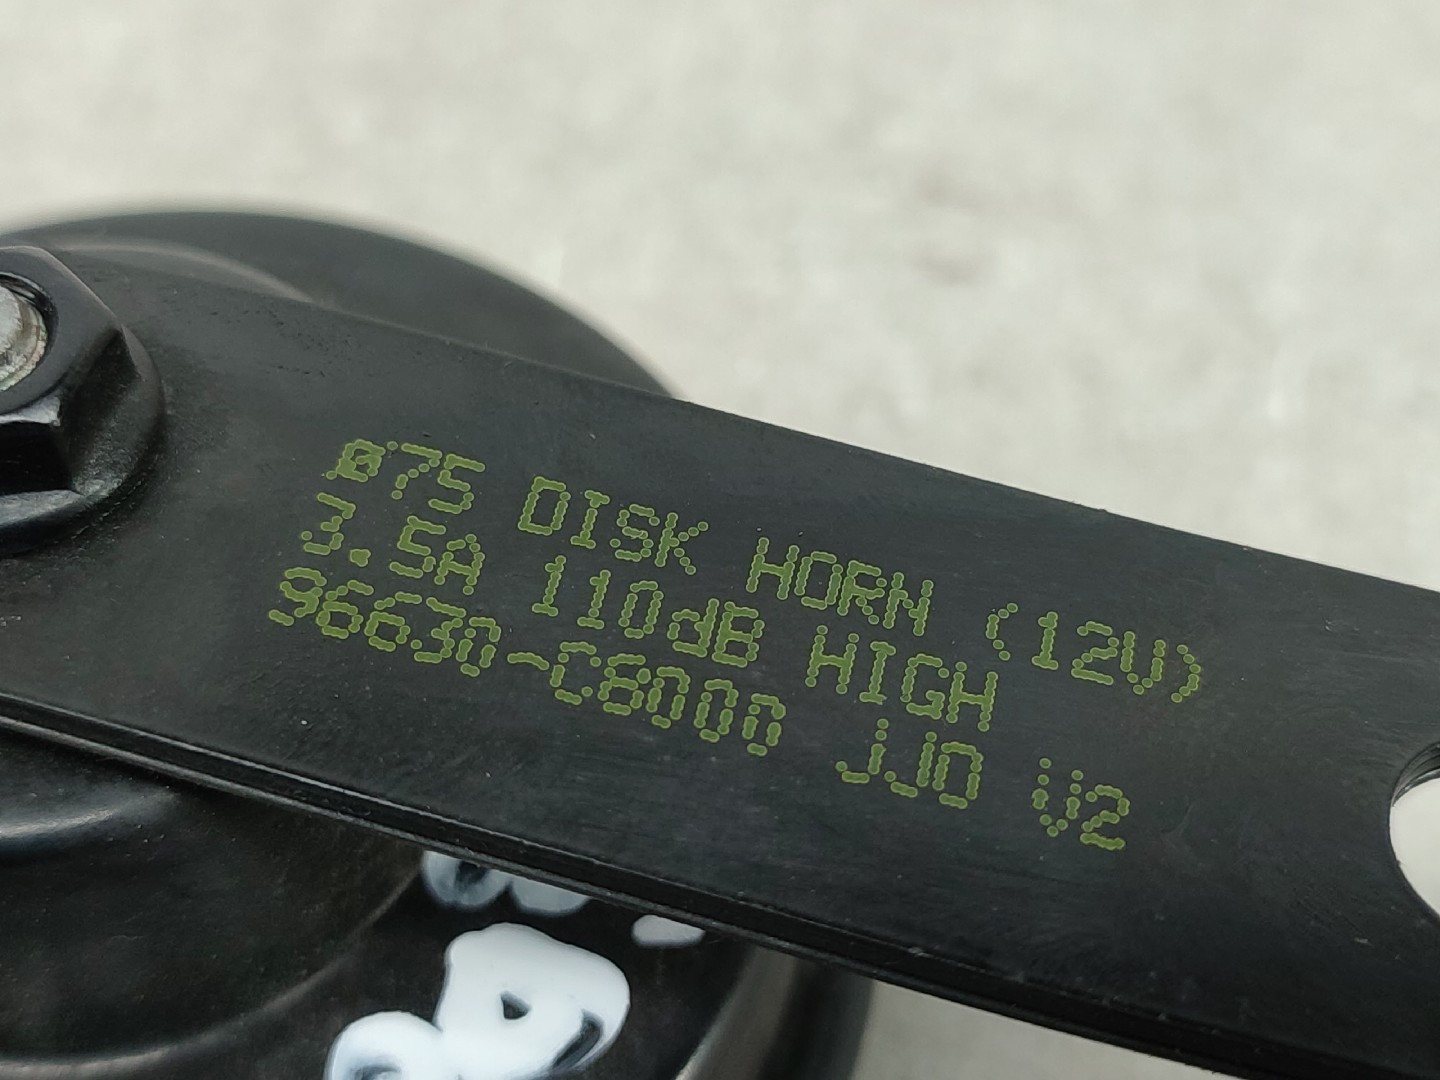 ø75 DISK HORN (12V)
3.5A 110dB HIGH
96630-C6000 JJD V2